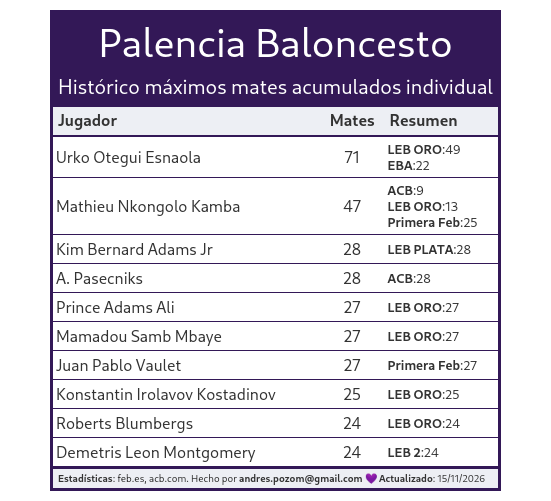 Palencia Baloncesto
Histórico máximos mates acumulados individual
Jugador Mates Resumen
Urko Otegui Esnaola 71 LEB ORO:49
EBA:22
Mathieu Nkongolo Kamba 47 ACB:9
LEB ORO:13
Primera Feb:25
Kim Bernard Adams Jr 28 LEB PLATA:28
A. Pasecniks 28 ACB:28
Prince Adams Ali 27 LEB ORO:27
Mamadou Samb Mbaye 27 LEB ORO:27
Juan Pablo Vaulet 27 Primera Feb:27
Konstantin Irolavov Kostadinov 25 LEB ORO:25
Roberts Blumbergs 24 LEB ORO:24
Demetris Leon Montgomery 24 LEB 2:24
Estadísticas: feb.es, acb.com. Hecho por andres.pozom@gmail.com 💜 Actualizado: 15/11/2026